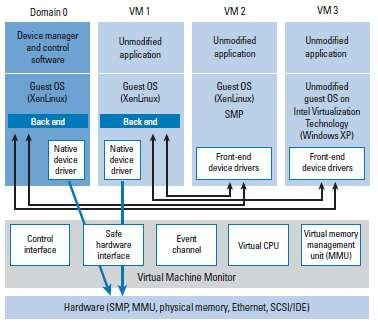 Domain 0
VM 1
VM 2
VM 3
Device manager
and control
software
Unmodified
application
Unmodified
application
Unmodified
application
Guest OS
(XenLinux)
Guest OS
(XenLinux)
Guest OS
(XenLinux)
SMP
Unmodified
guest OS on
Intel Virtualization
Technology
(Windows XP)
Back end
Back end
Native
device
driver
Native
device
driver
Front-end
device drivers
Front-end
device drivers
Control
interface
Safe
hardware
interface
Event
channel
Virtual CPU
Virtual memory
management
unit (MMU)
Virtual Machine Monitor
Hardware (SMP, MMU, physical memory, Ethernet, SCSI/IDE)